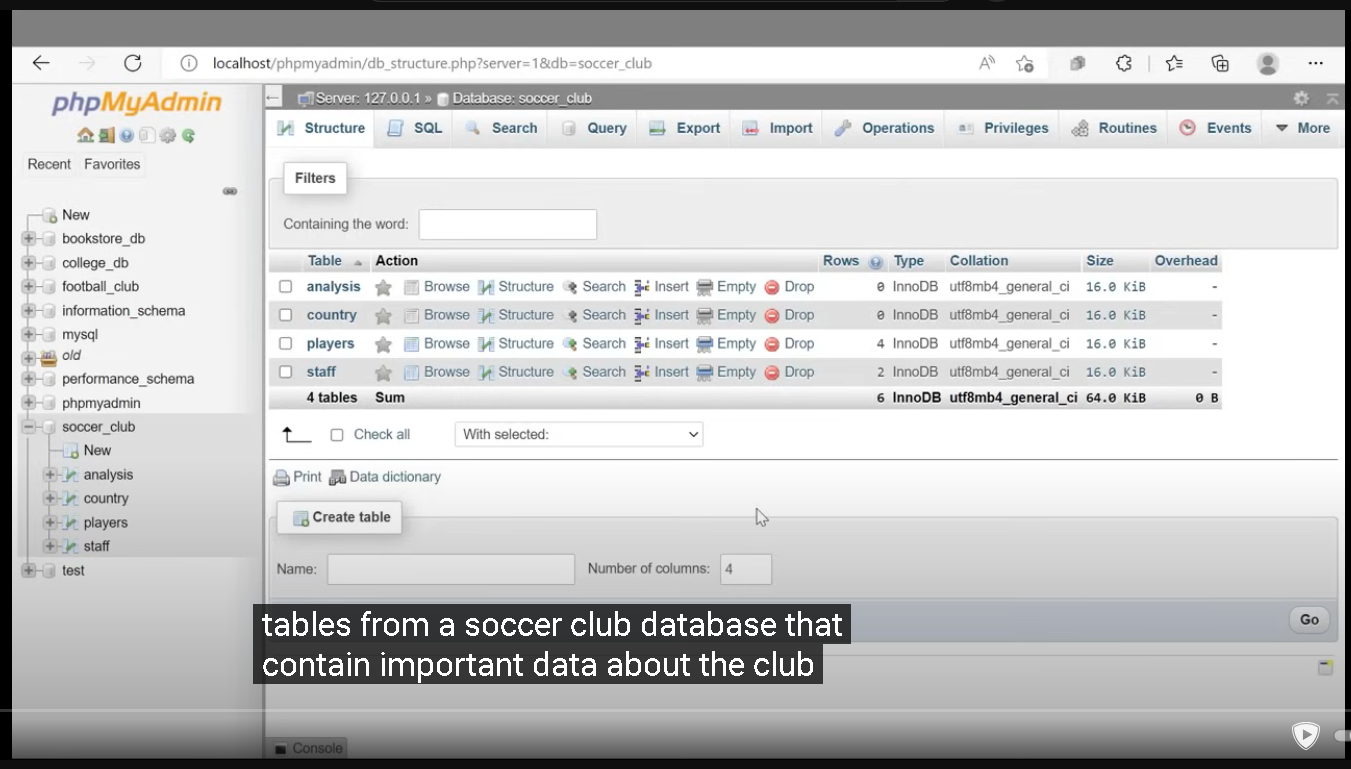 localhost/phpmyadmin/db_structure.php?server=1&db=soccer_club
phpMyAdmin
Recent Favorites
New
bookstore_db
college_db
football_club
information_schema
mysql
old
performance_schema
phpmyadmin
soccer_club
New
analysis
country
players
staff
test
Server: 127.0.0.1 » Database: soccer_club
Structure SQL Search Query Export Import Operations Privileges Routines Events More
Filters
Containing the word:
Table Action Rows Type Collation Size Overhead
analysis Browse Structure Search Insert Empty Drop 0 InnoDB utf8mb4_general_ci 16.0 KiB -
country Browse Structure Search Insert Empty Drop 0 InnoDB utf8mb4_general_ci 16.0 KiB -
players Browse Structure Search Insert Empty Drop 4 InnoDB utf8mb4_general_ci 16.0 KiB -
staff Browse Structure Search Insert Empty Drop 2 InnoDB utf8mb4_general_ci 16.0 KiB -
4 tables Sum 6 InnoDB utf8mb4_general_ci 64.0 KiB 0 B
Check all With selected:
Print Data dictionary
Create table
Name: Number of columns: 4
Go
tables from a soccer club database that
contain important data about the club
Console